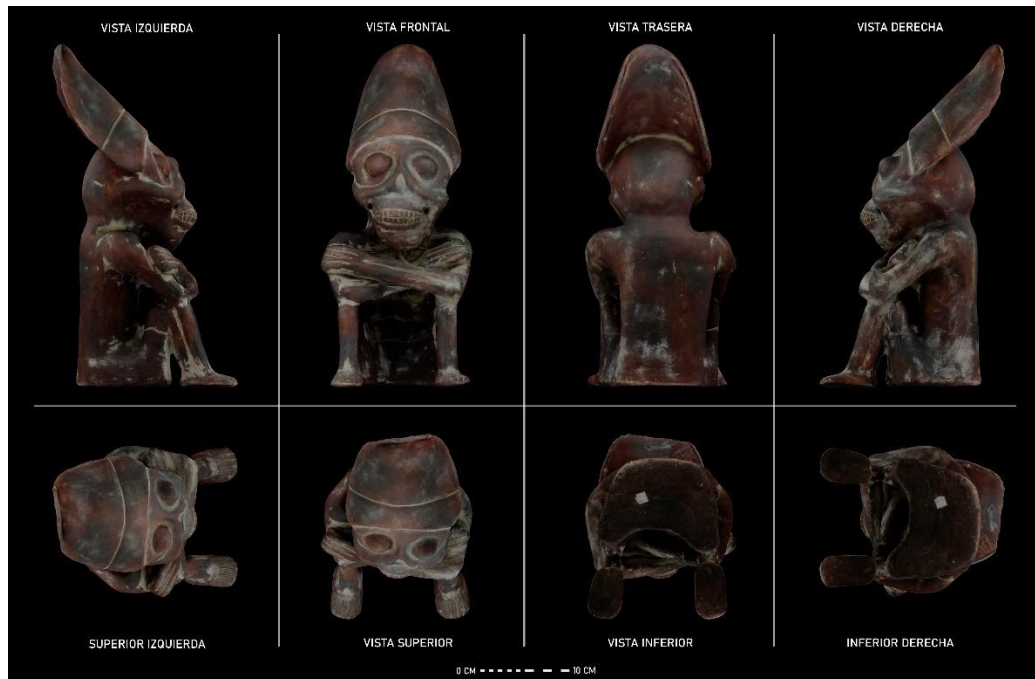 VISTA IZQUIERDA
VISTA FRONTAL
VISTA TRASERA
VISTA DERECHA
SUPERIOR IZQUIERDA
VISTA SUPERIOR
VISTA INFERIOR
INFERIOR DERECHA
0 CM 10 CM